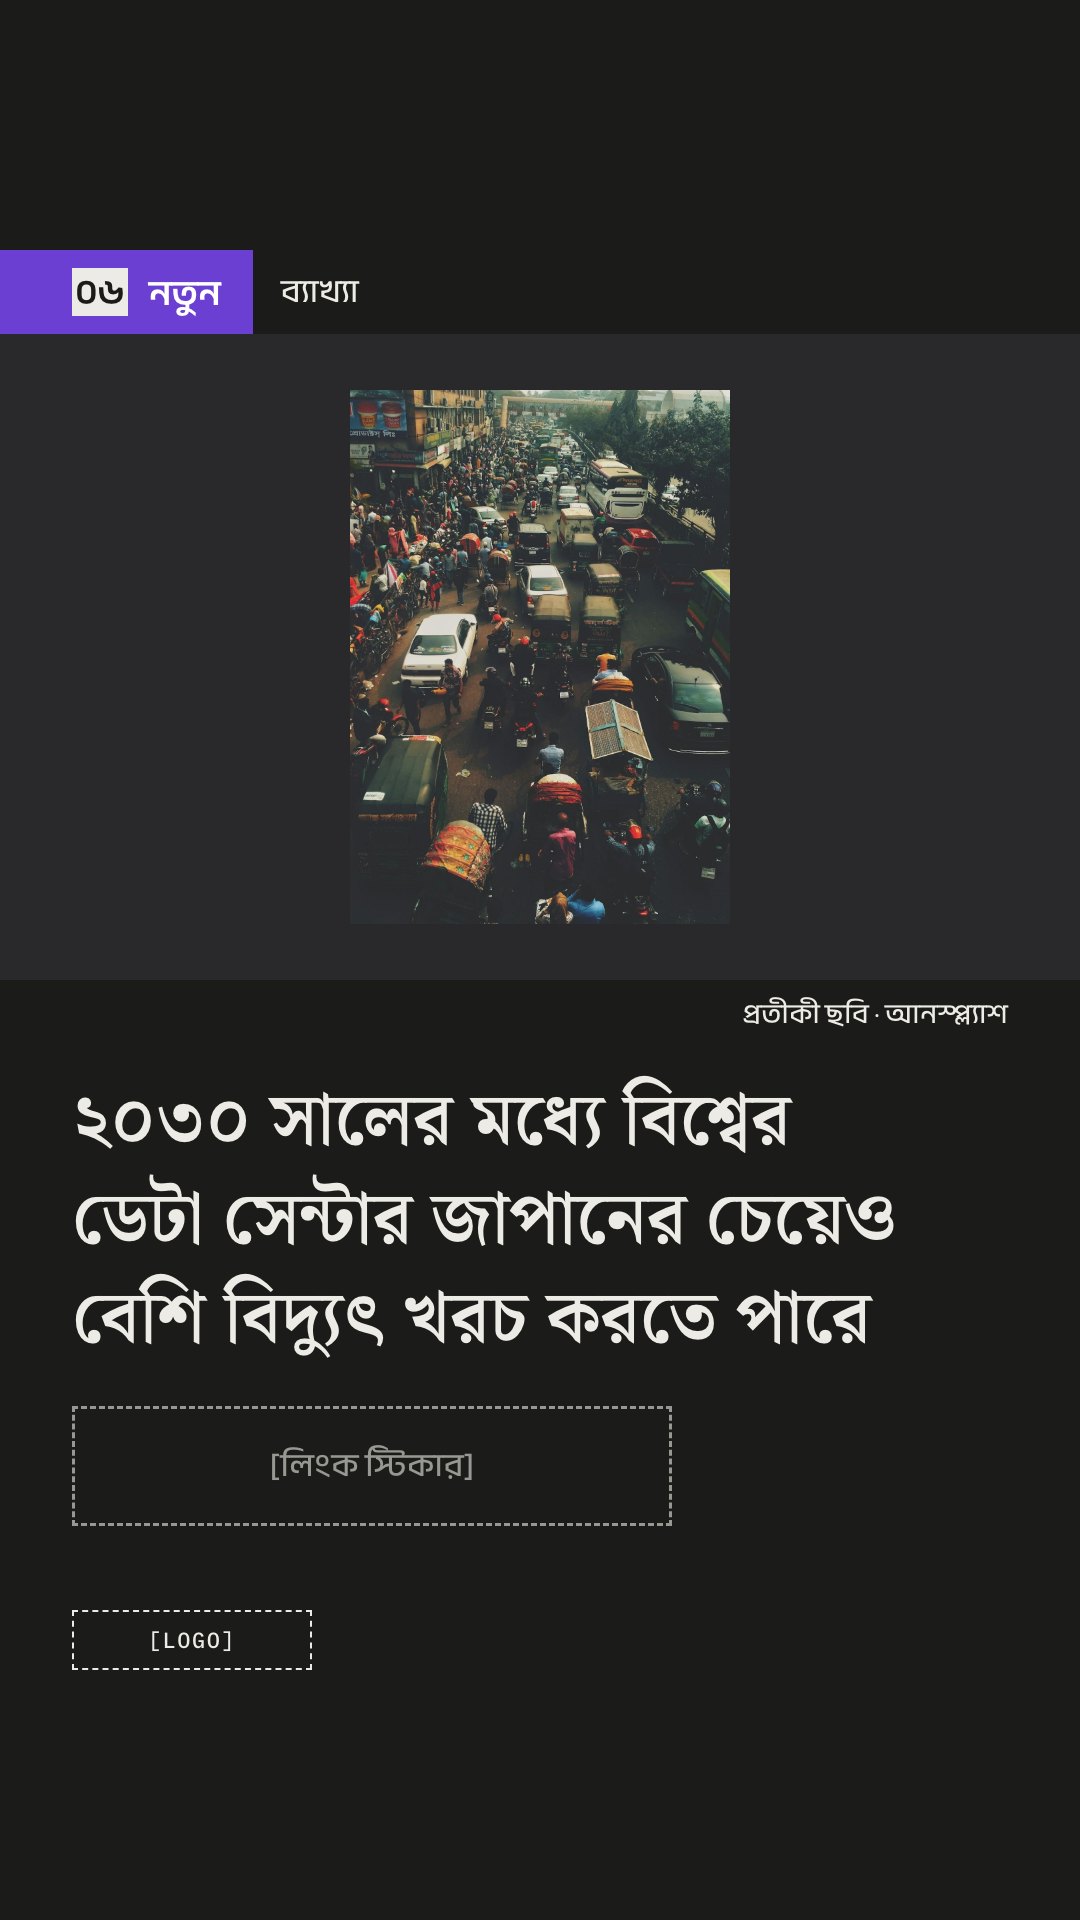 ০৬ নতুন ব্যাখ্যা
প্রতীকী ছবি · আনস্প্ল্যাশ
২০৩০ সালের মধ্যে বিশ্বের
ডেটা সেন্টার জাপানের চেয়েও
বেশি বিদ্যুৎ খরচ করতে পারে
[লিংক স্টিকার]
[LOGO]